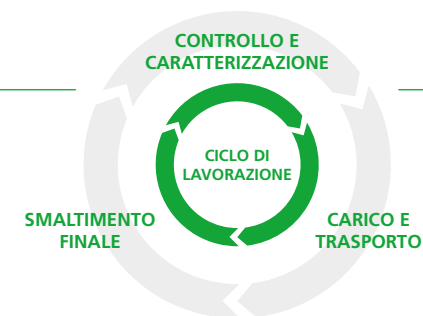 CONTROLLO E
CARATTERIZZAZIONE
CICLO DI
LAVORAZIONE
SMALTIMENTO
FINALE
CARICO E
TRASPORTO